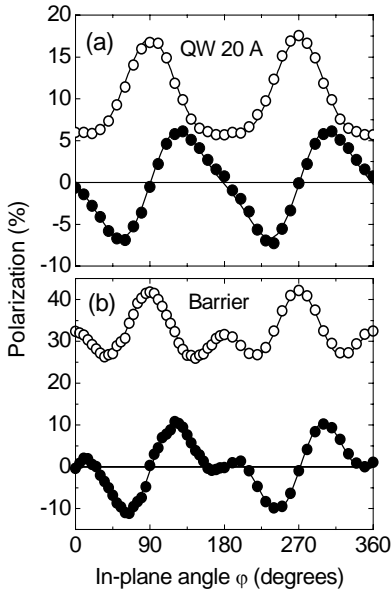 (a) QW 20 A
20
15
10
5
0
-5
-10
Polarization (%)
(b) Barrier
40
30
20
10
0
-10
0 90 180 270 360
In-plane angle φ (degrees)